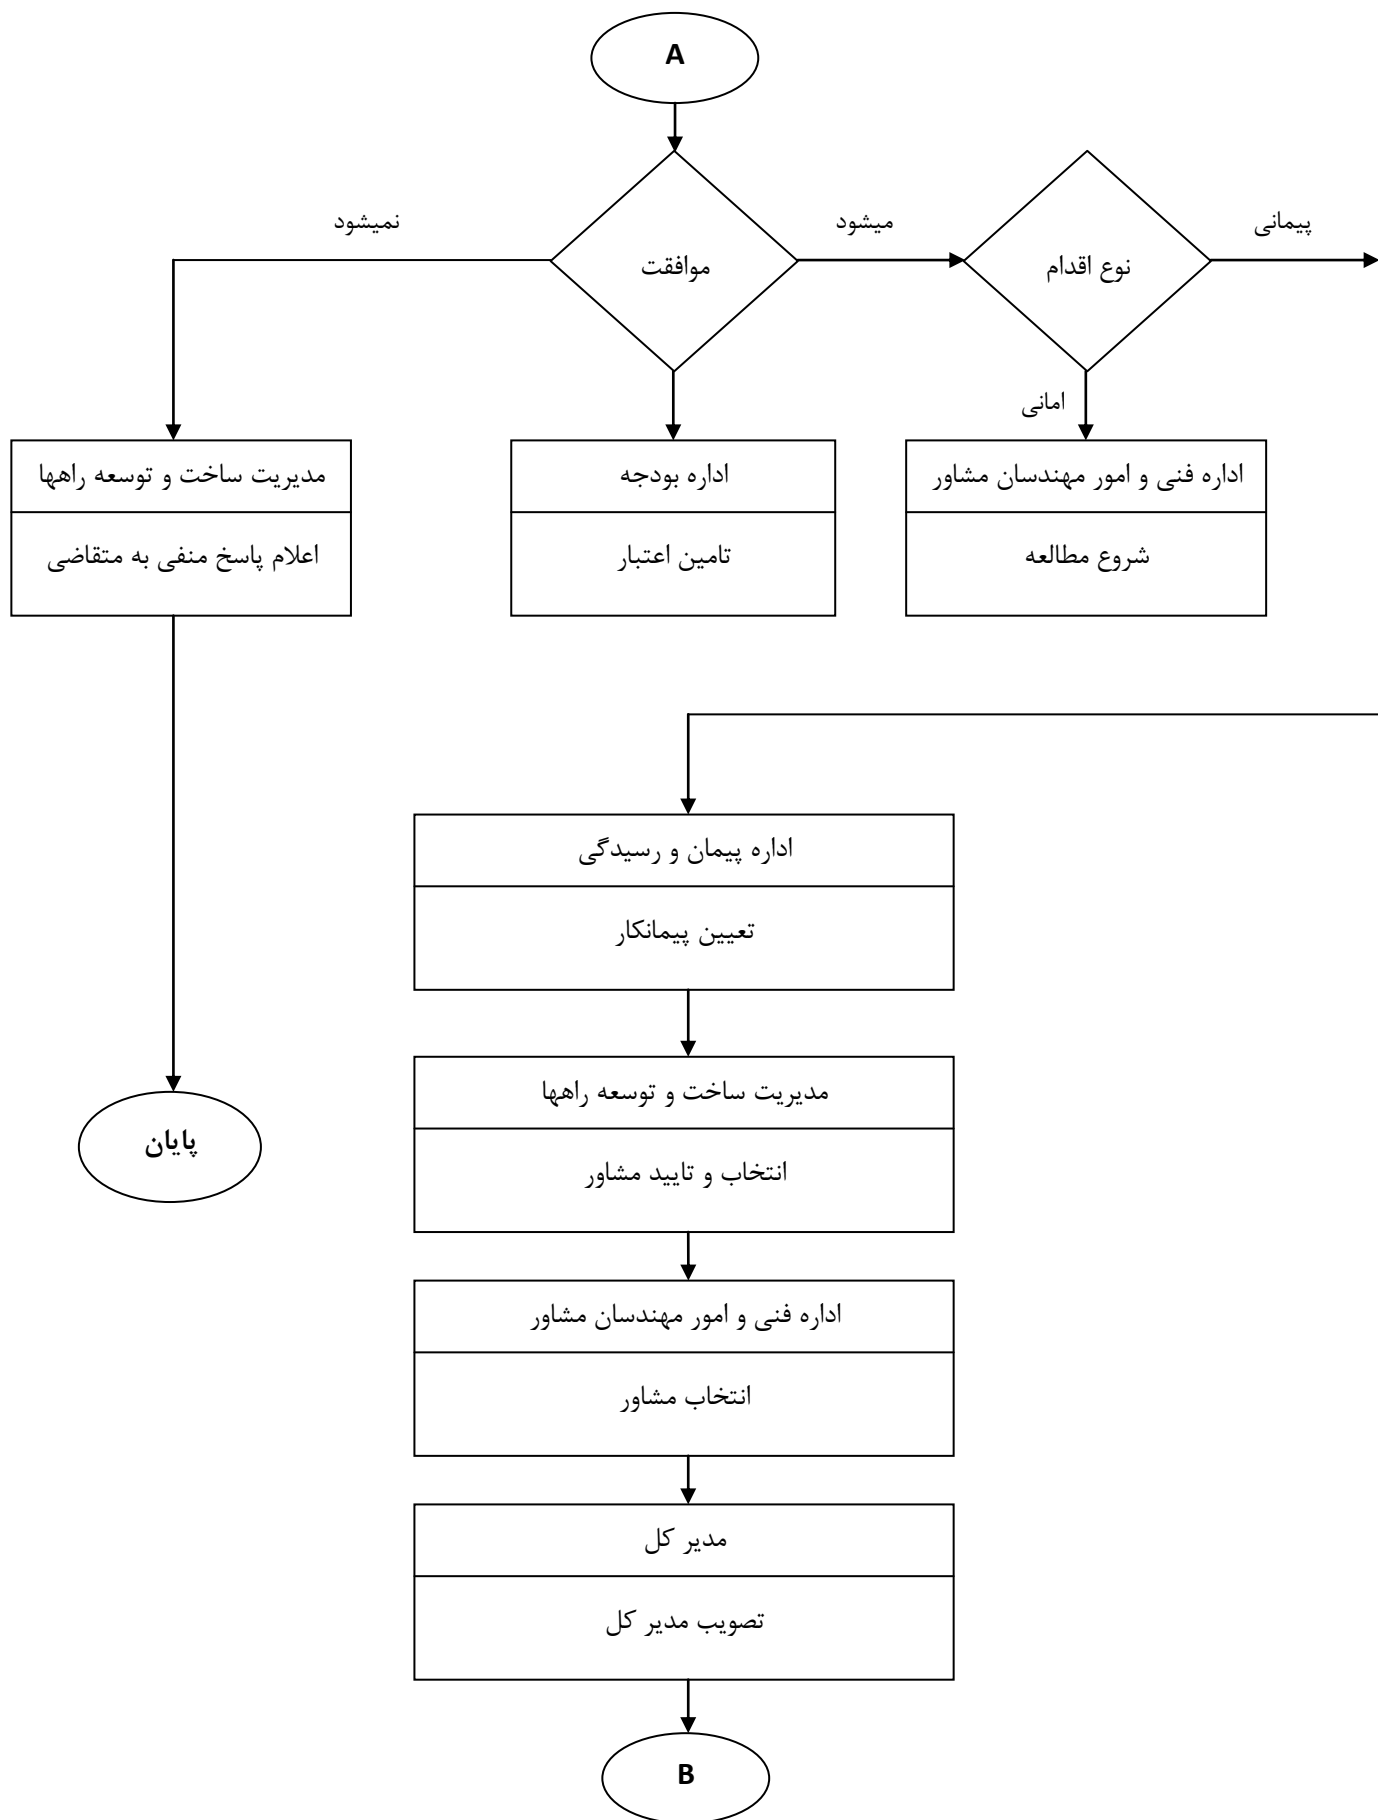 A
پیمانی
میشود
نمیشود
نوع اقدام
موافقت
امانی
اداره فنی و امور مهندسان مشاور
شروع مطالعه
اداره بودجه
تامین اعتبار
مدیریت ساخت و توسعه راهها
اعلام پاسخ منفی به متقاضی
اداره پیمان و رسیدگی
تعیین پیمانکار
مدیریت ساخت و توسعه راهها
انتخاب و تایید مشاور
پایان
اداره فنی و امور مهندسان مشاور
انتخاب مشاور
مدیر کل
تصویب مدیر کل
B